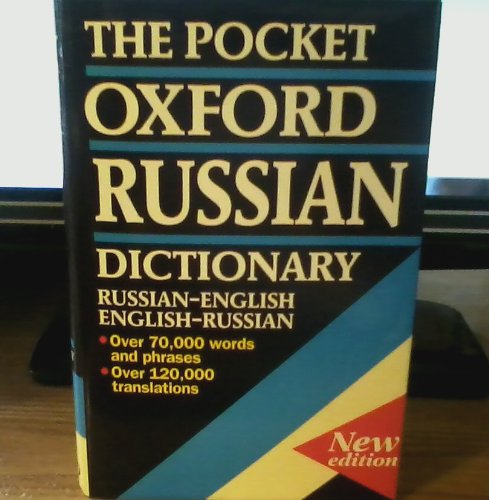 THE POCKET
OXFORD
RUSSIAN
DICTIONARY
RUSSIAN-ENGLISH
ENGLISH-RUSSIAN
• Over 70,000 words
and phrases
• Over 120,000
translations
New
edition